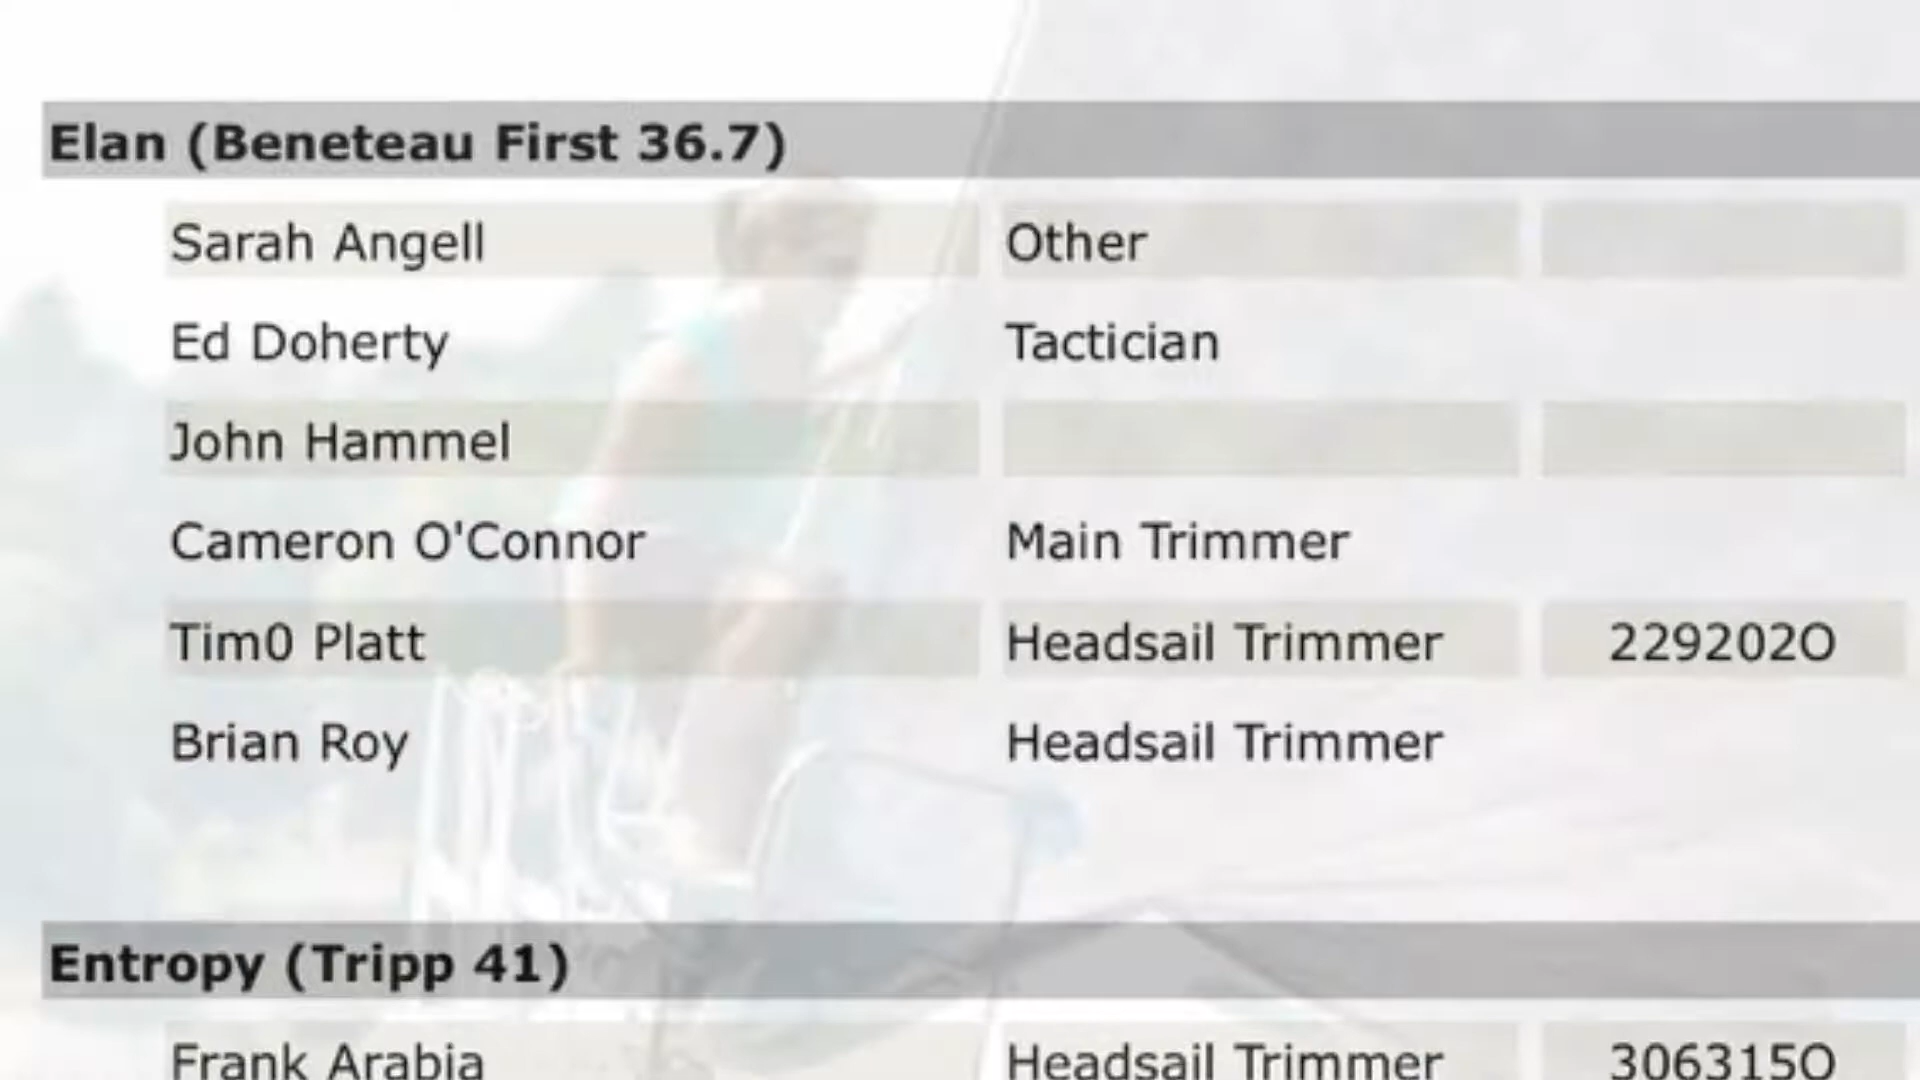 Elan (Beneteau First 36.7)
Sarah Angell Other
Ed Doherty Tactician
John Hammel
Cameron O'Connor Main Trimmer
Tim0 Platt Headsail Trimmer 229202O
Brian Roy Headsail Trimmer
Entropy (Tripp 41)
Frank Arabia Headsail Trimmer 306315O